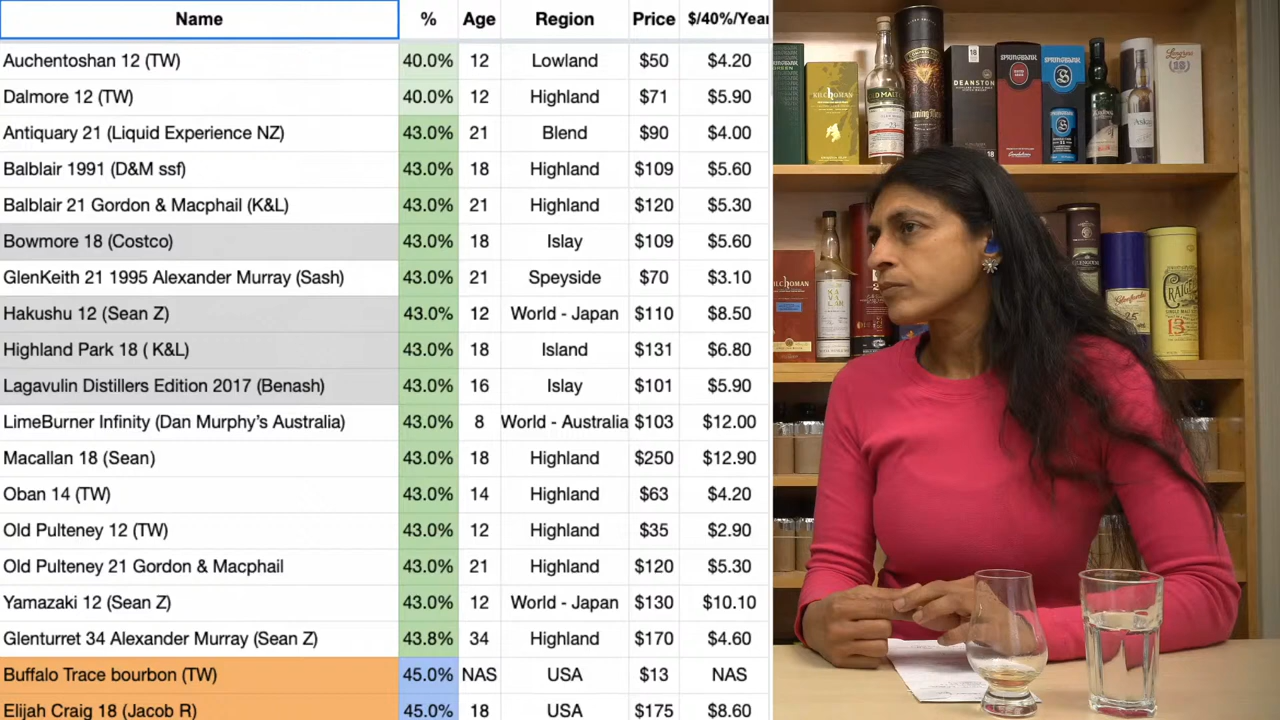 Name % Age Region Price $/40%/Year
Auchentoshan 12 (TW) 40.0% 12 Lowland $50 $4.20
Dalmore 12 (TW) 40.0% 12 Highland $71 $5.90
Antiquary 21 (Liquid Experience NZ) 43.0% 21 Blend $90 $4.00
Balblair 1991 (D&M ssf) 43.0% 18 Highland $109 $5.60
Balblair 21 Gordon & Macphail (K&L) 43.0% 21 Highland $120 $5.30
Bowmore 18 (Costco) 43.0% 18 Islay $109 $5.60
GlenKeith 21 1995 Alexander Murray (Sash) 43.0% 21 Speyside $70 $3.10
Hakushu 12 (Sean Z) 43.0% 12 World - Japan $110 $8.50
Highland Park 18 ( K&L) 43.0% 18 Island $131 $6.80
Lagavulin Distillers Edition 2017 (Benash) 43.0% 16 Islay $101 $5.90
LimeBurner Infinity (Dan Murphy’s Australia) 43.0% 8 World - Australia $103 $12.00
Macallan 18 (Sean) 43.0% 18 Highland $250 $12.90
Oban 14 (TW) 43.0% 14 Highland $63 $4.20
Old Pulteney 12 (TW) 43.0% 12 Highland $35 $2.90
Old Pulteney 21 Gordon & Macphail 43.0% 21 Highland $120 $5.30
Yamazaki 12 (Sean Z) 43.0% 12 World - Japan $130 $10.10
Glenturret 34 Alexander Murray (Sean Z) 43.8% 34 Highland $170 $4.60
Buffalo Trace bourbon (TW) 45.0% NAS USA $13 NAS
Elijah Craig 18 (Jacob R) 45.0% 18 USA $175 $8.60
KILCHOMAN
18
DEANSTON
SPRINGBANK
SPRINGBANK
Longrow
18
KILCHOMAN
25
CRAIG
13